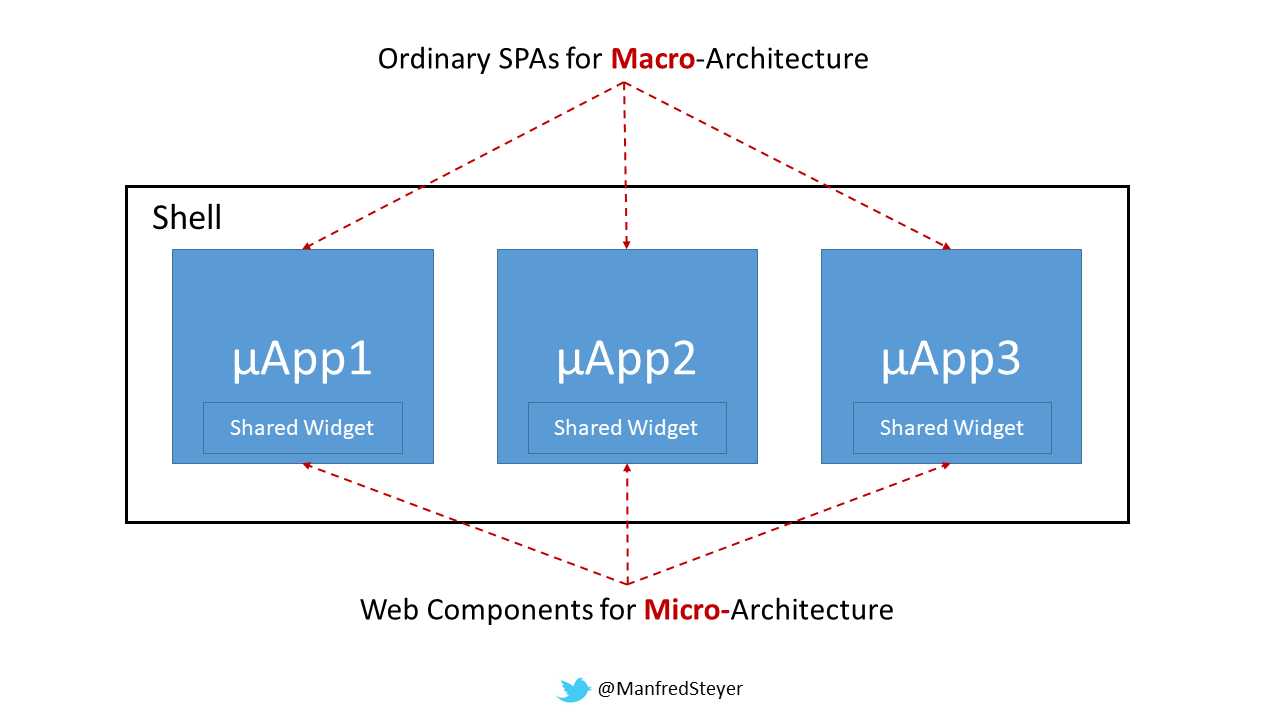 Ordinary SPAs for Macro-Architecture
Shell
µApp1
µApp2
µApp3
Shared Widget
Shared Widget
Shared Widget
Web Components for Micro-Architecture
@ManfredSteyer